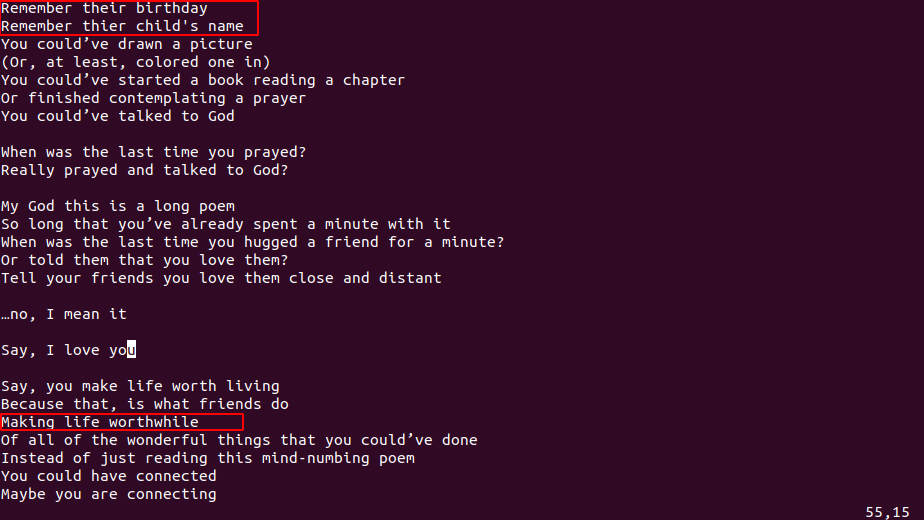 Remember their birthday
Remember thier child's name
You could’ve drawn a picture
(Or, at least, colored one in)
You could’ve started a book reading a chapter
Or finished contemplating a prayer
You could’ve talked to God
When was the last time you prayed?
Really prayed and talked to God?
My God this is a long poem
So long that you’ve already spent a minute with it
When was the last time you hugged a friend for a minute?
Or told them that you love them?
Tell your friends you love them close and distant
…no, I mean it
Say, I love you
Say, you make life worth living
Because that, is what friends do
Making life worthwhile
Of all of the wonderful things that you could’ve done
Instead of just reading this mind-numbing poem
You could have connected
Maybe you are connecting
55,15